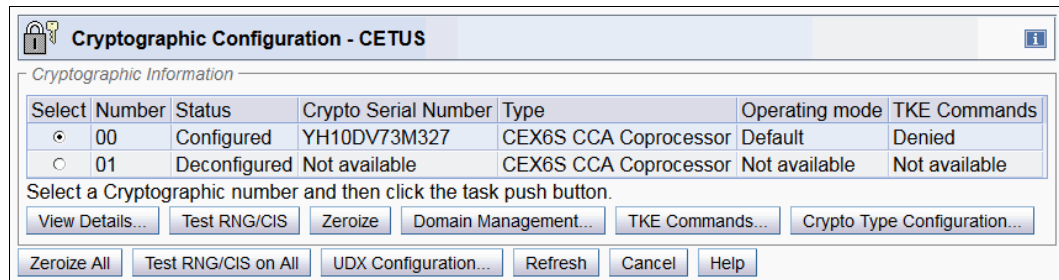 Cryptographic Configuration - CETUS
i
Cryptographic Information
Select Number Status Crypto Serial Number Type Operating mode TKE Commands
00 Configured YH10DV73M327 CEX6S CCA Coprocessor Default Denied
01 Deconfigured Not available CEX6S CCA Coprocessor Not available Not available
Select a Cryptographic number and then click the task push button.
View Details... Test RNG/CIS Zeroize Domain Management... TKE Commands... Crypto Type Configuration...
Zeroize All Test RNG/CIS on All UDX Configuration... Refresh Cancel Help